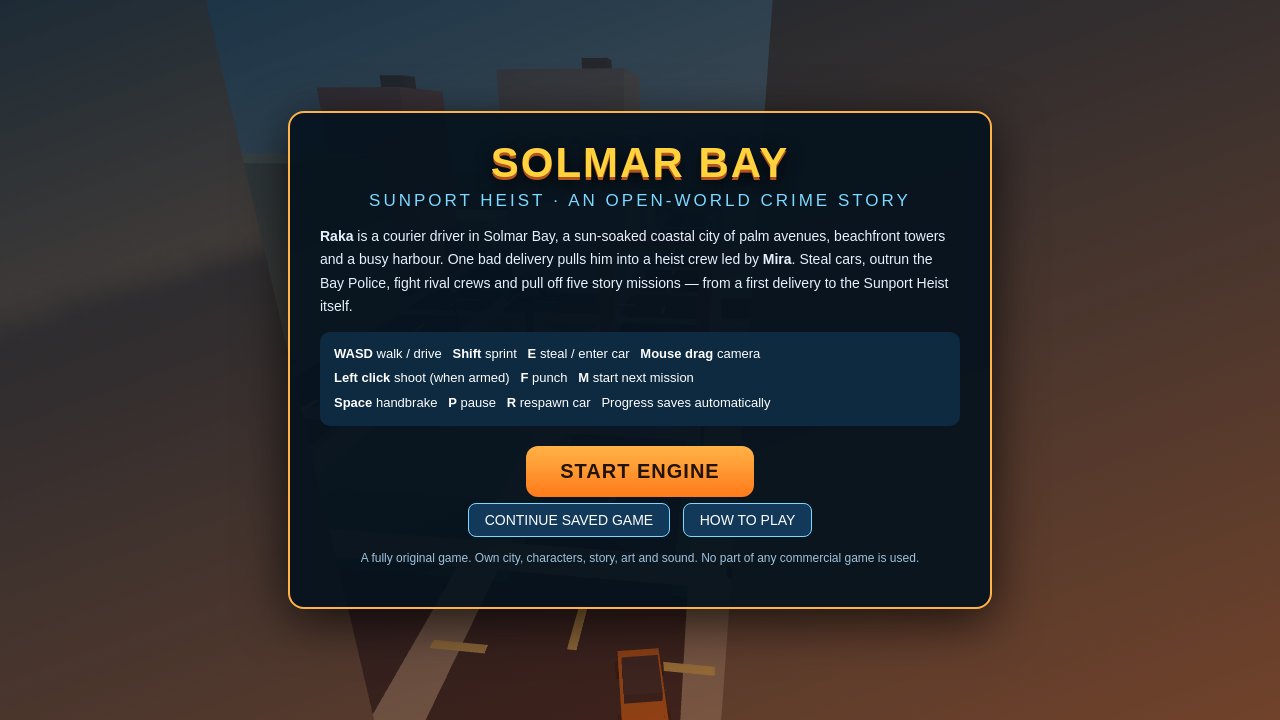 SOLMAR BAY
SUNPORT HEIST · AN OPEN-WORLD CRIME STORY
Raka is a courier driver in Solmar Bay, a sun-soaked coastal city of palm avenues, beachfront towers
and a busy harbour. One bad delivery pulls him into a heist crew led by Mira. Steal cars, outrun the
Bay Police, fight rival crews and pull off five story missions — from a first delivery to the Sunport Heist
itself.
WASD walk / drive Shift sprint E steal / enter car Mouse drag camera
Left click shoot (when armed) F punch M start next mission
Space handbrake P pause R respawn car Progress saves automatically
START ENGINE
CONTINUE SAVED GAME HOW TO PLAY
A fully original game. Own city, characters, story, art and sound. No part of any commercial game is used.